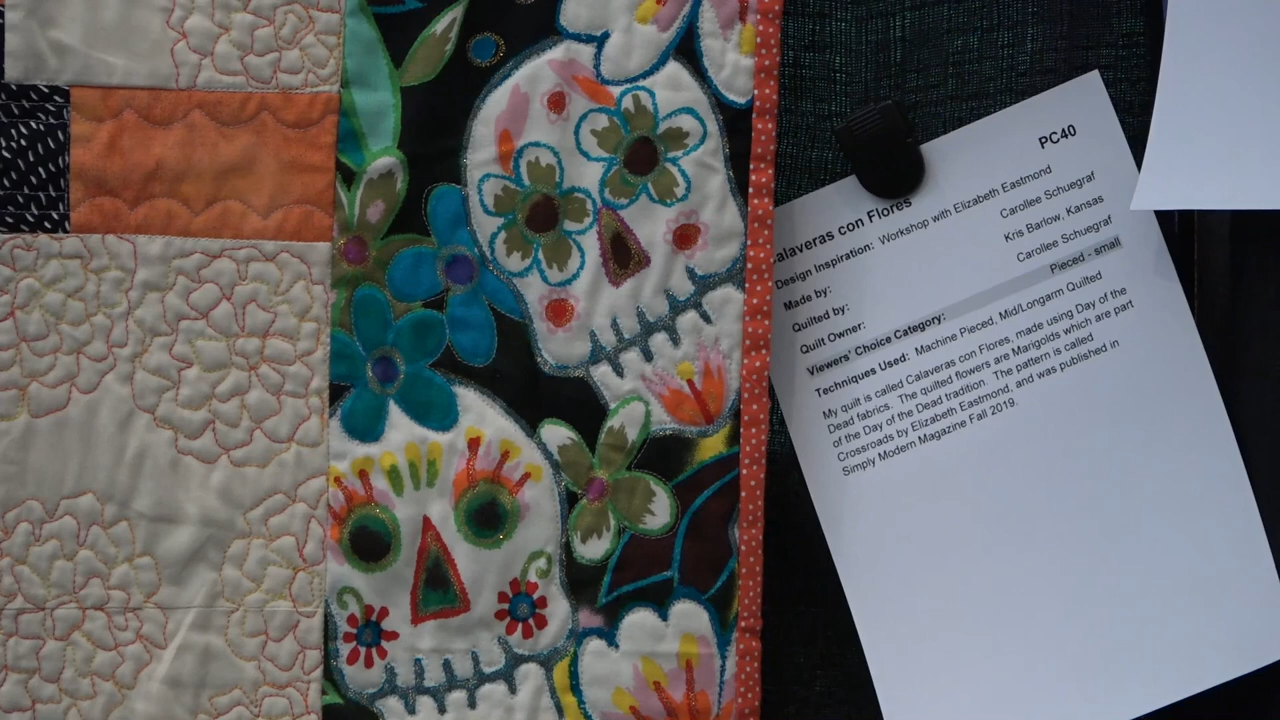 PC40
alaveras con Flores
Design Inspiration: Workshop with Elizabeth Eastmond
Made by: Carollee Schuegraf
Quilted by: Kris Barlow, Kansas
Quilt Owner: Carollee Schuegraf
Viewers' Choice Category: Pieced - small
Techniques Used: Machine Pieced, Mid/Longarm Quilted
My quilt is called Calaveras con Flores, made using Day of the
Dead fabrics. The quilted flowers are Marigolds which are part
of the Day of the Dead tradition. The pattern is called
Crossroads by Elizabeth Eastmond, and was published in
Simply Modern Magazine Fall 2019.